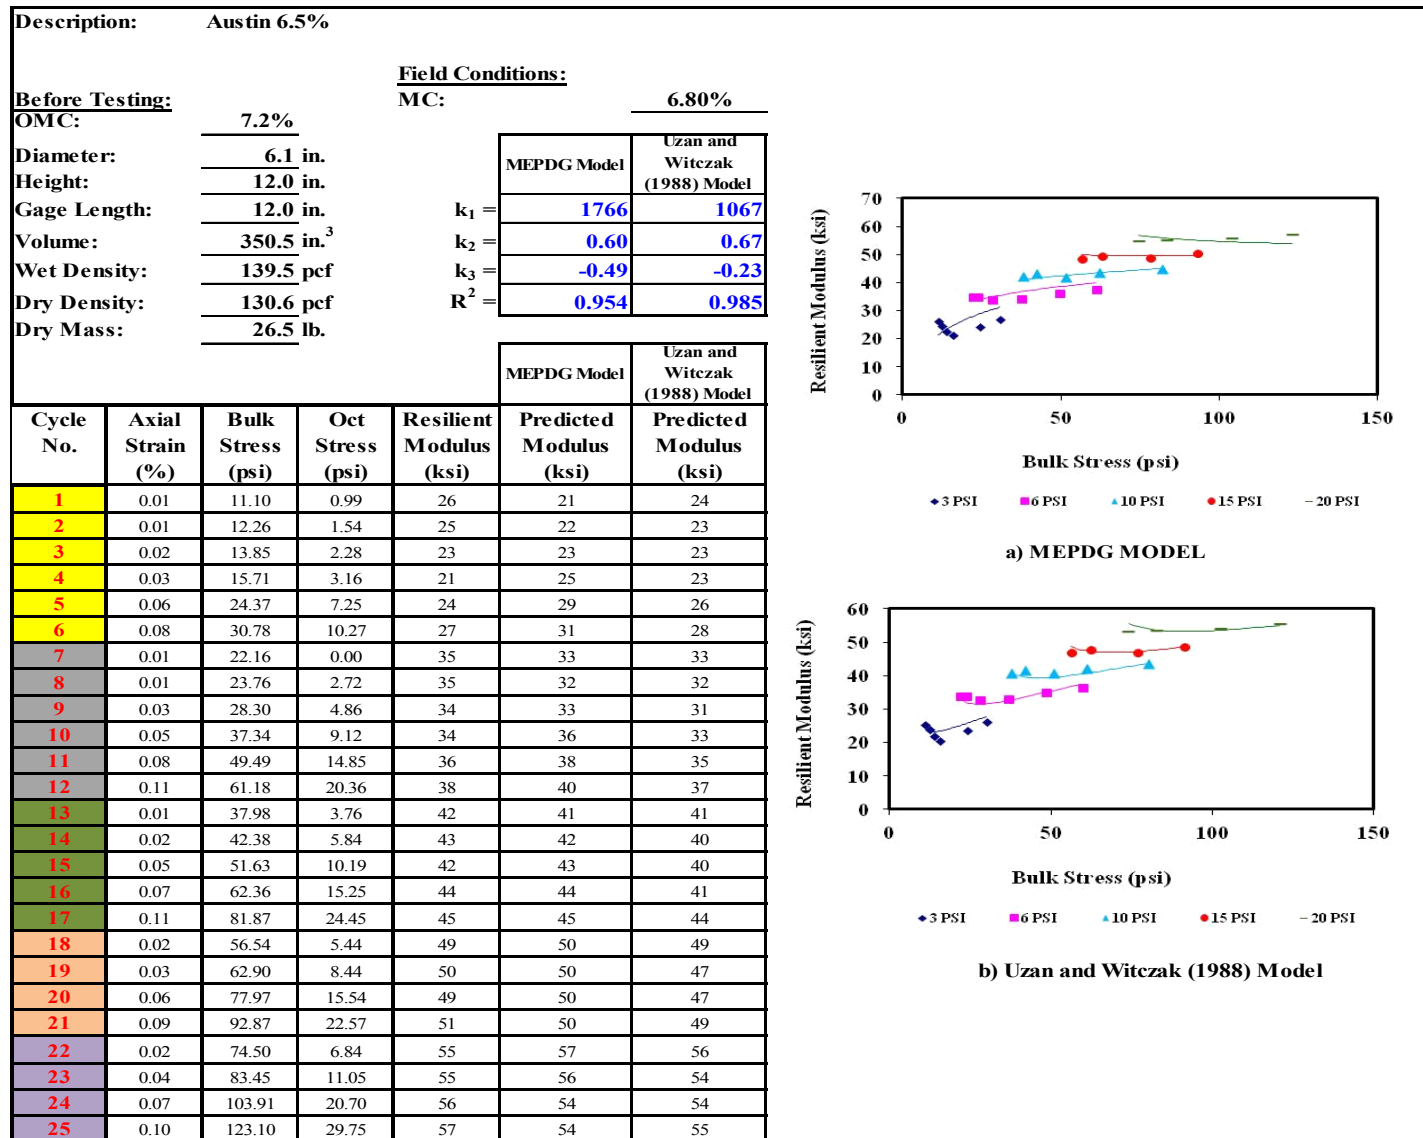 Description: Austin 6.5%
Field Conditions:
Before Testing: MC: 6.80%
OMC: 7.2%
Diameter: 6.1 in.
Height: 12.0 in.
Gage Length: 12.0 in.
Volume: 350.5 in.³
Wet Density: 139.5 pcf
Dry Density: 130.6 pcf
Dry Mass: 26.5 lb.
MEPDG Model
Uzan and
Witczak
(1988) Model
k₁ = 1766 1067
k₂ = 0.60 0.67
k₃ = -0.49 -0.23
R² = 0.954 0.985
MEPDG Model
Uzan and
Witczak
(1988) Model
Cycle Axial Bulk Oct Resilient Predicted Predicted
No. Strain Stress Stress Modulus Modulus Modulus
(%) (psi) (psi) (ksi) (ksi) (ksi)
1 0.01 11.10 0.99 26 21 24
2 0.01 12.26 1.54 25 22 23
3 0.02 13.85 2.28 23 23 23
4 0.03 15.71 3.16 21 25 23
5 0.06 24.37 7.25 24 29 26
6 0.08 30.78 10.27 27 31 28
7 0.01 22.16 0.00 35 33 33
8 0.01 23.76 2.72 35 32 32
9 0.03 28.30 4.86 34 33 31
10 0.05 37.34 9.12 34 36 33
11 0.08 49.49 14.85 36 38 35
12 0.11 61.18 20.36 38 40 37
13 0.01 37.98 3.76 42 41 41
14 0.02 42.38 5.84 43 42 40
15 0.05 51.63 10.19 42 43 40
16 0.07 62.36 15.25 44 44 41
17 0.11 81.87 24.45 45 45 44
18 0.02 56.54 5.44 49 50 49
19 0.03 62.90 8.44 50 50 47
20 0.06 77.97 15.54 49 50 47
21 0.09 92.87 22.57 51 50 49
22 0.02 74.50 6.84 55 57 56
23 0.04 83.45 11.05 55 56 54
24 0.07 103.91 20.70 56 54 54
25 0.10 123.10 29.75 57 54 55
Resilient Modulus (ksi)
70
60
50
40
30
20
10
0
0 50 100 150
Bulk Stress (psi)
3 PSI 6 PSI 10 PSI 15 PSI 20 PSI
a) MEPDG MODEL
Resilient Modulus (ksi)
60
50
40
30
20
10
0
0 50 100 150
Bulk Stress (psi)
3 PSI 6 PSI 10 PSI 15 PSI 20 PSI
b) Uzan and Witczak (1988) Model